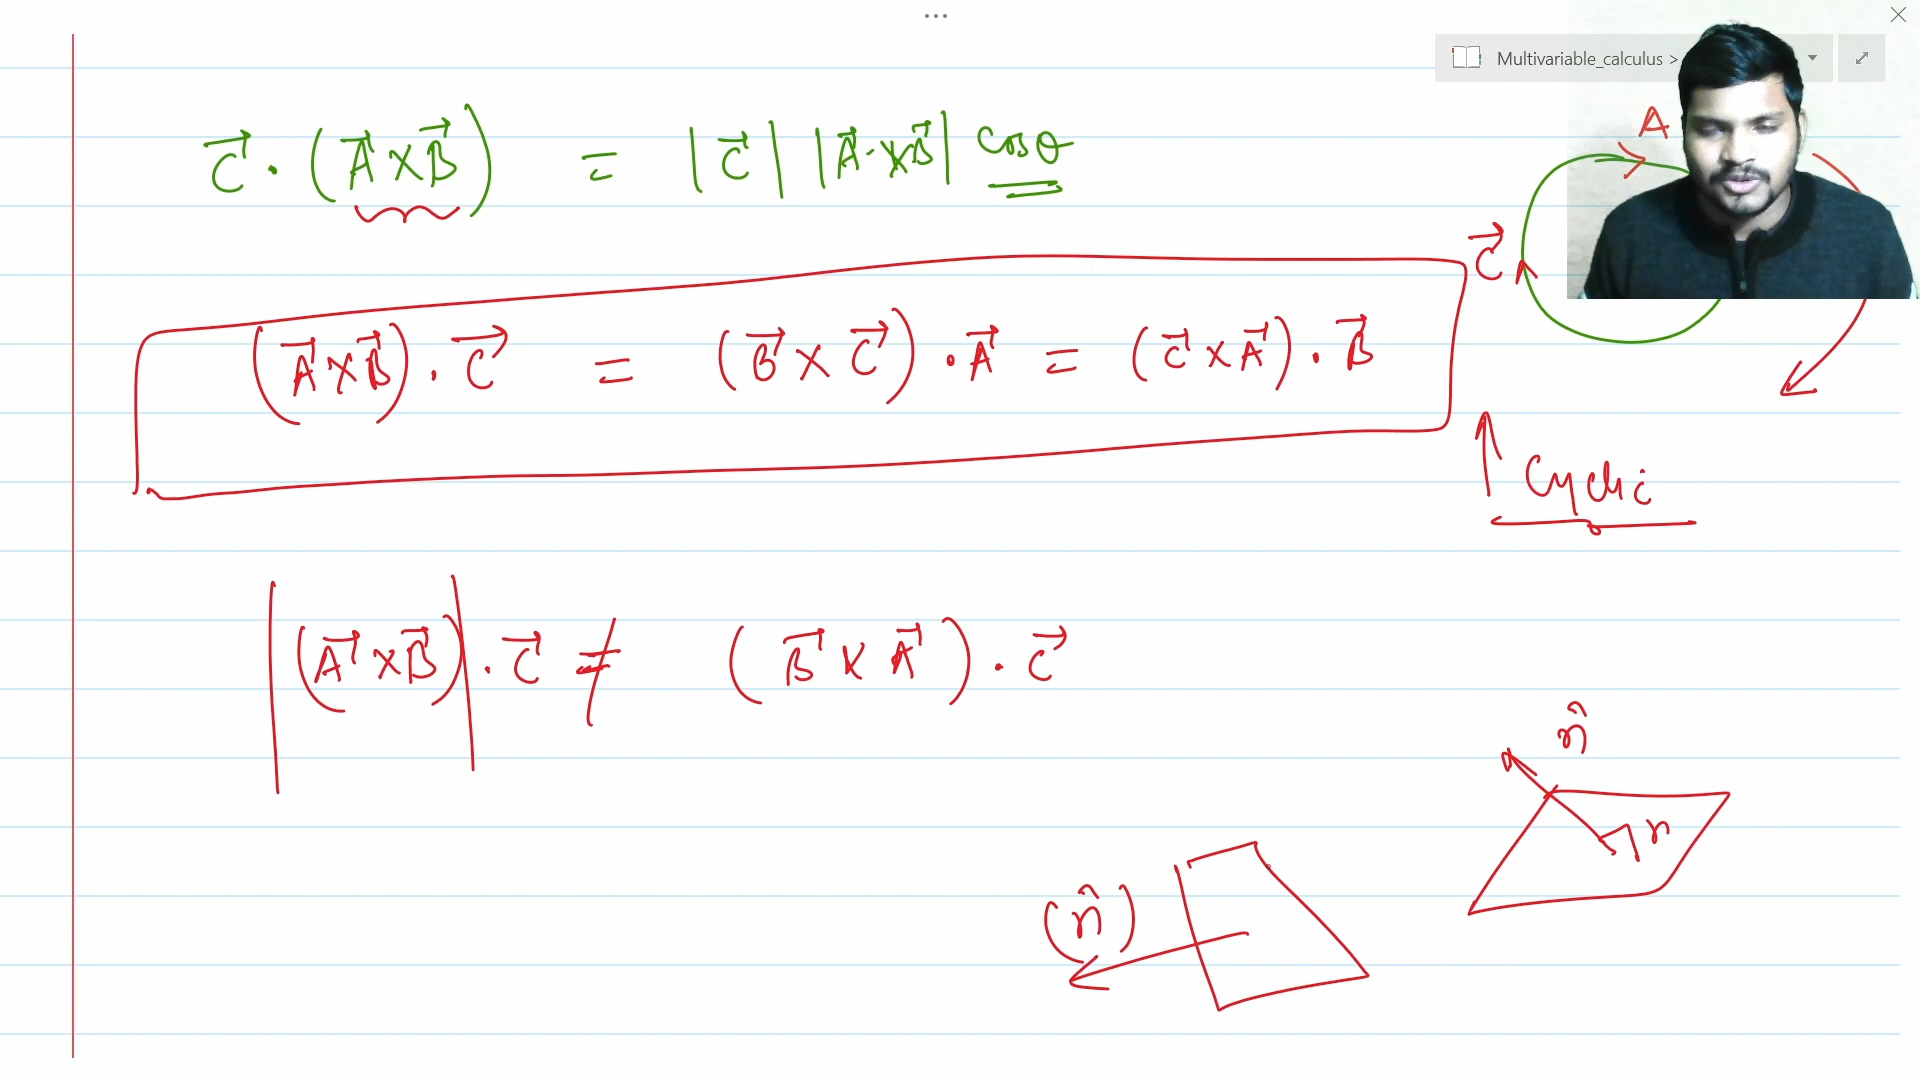 Multivariable_calculus >
C⃗ · (A⃗ × B⃗) = |C⃗| |A⃗ · × B⃗| cosθ
A
C⃗
(A⃗ × B⃗) · C⃗ = (B⃗ × C⃗) · A⃗ = (C⃗ × A⃗) · B⃗
Cyclic
|(A⃗ × B⃗)| · C⃗ ≠ (B⃗ × A⃗) · C⃗
n̂
n
(n̂)